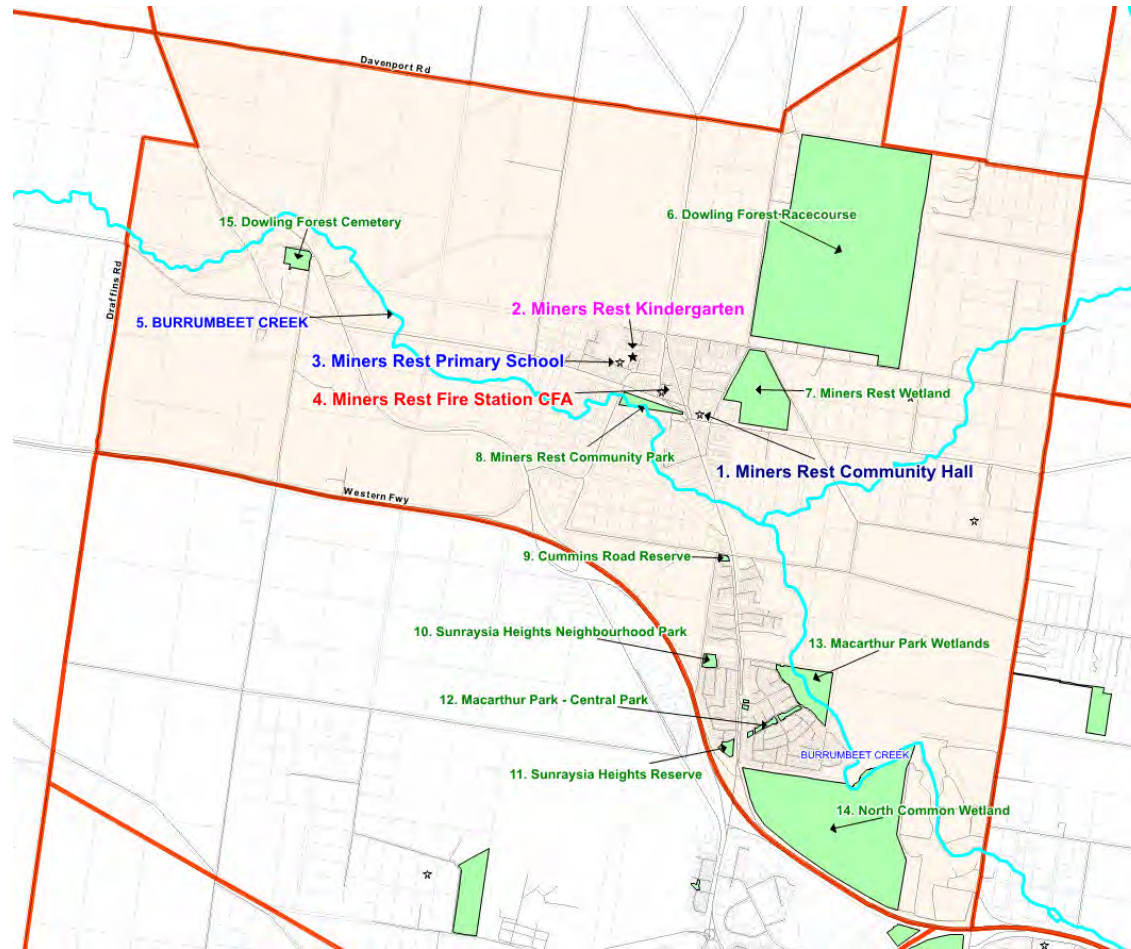 Davenport Rd
15. Dowling Forest Cemetery
6. Dowling Forest Racecourse
Draffins Rd
5. BURRUMBEET CREEK
2. Miners Rest Kindergarten
3. Miners Rest Primary School
4. Miners Rest Fire Station CFA
7. Miners Rest Wetland
8. Miners Rest Community Park
1. Miners Rest Community Hall
Western Fwy
9. Cummins Road Reserve
10. Sunraysia Heights Neighbourhood Park
13. Macarthur Park Wetlands
12. Macarthur Park - Central Park
BURRUMBEET CREEK
11. Sunraysia Heights Reserve
14. North Common Wetland